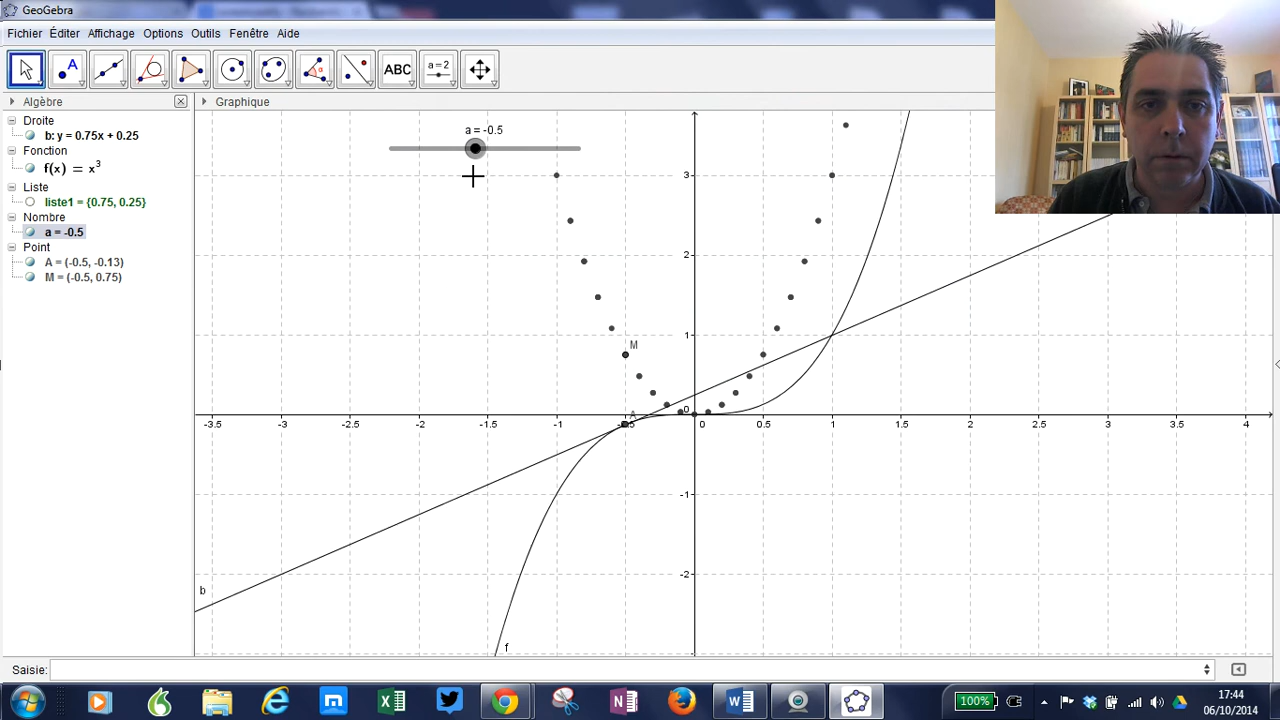 GeoGebra
Fichier Éditer Affichage Options Outils Fenêtre Aide
A ABC a=2
Algèbre
Graphique
Droite
b: y = 0.75x + 0.25
Fonction
f(x) = x³
Liste
liste1 = {0.75, 0.25}
Nombre
a = -0.5
Point
A = (-0.5, -0.13)
M = (-0.5, 0.75)
a = -0.5
3
2
M
1
A
0
-3.5 -3 -2.5 -2 -1.5 -1 -0.5 0 0.5 1 1.5 2 2.5 3 3.5 4
-1
-2
b
f
Saisie:
100%
17:44
06/10/2014